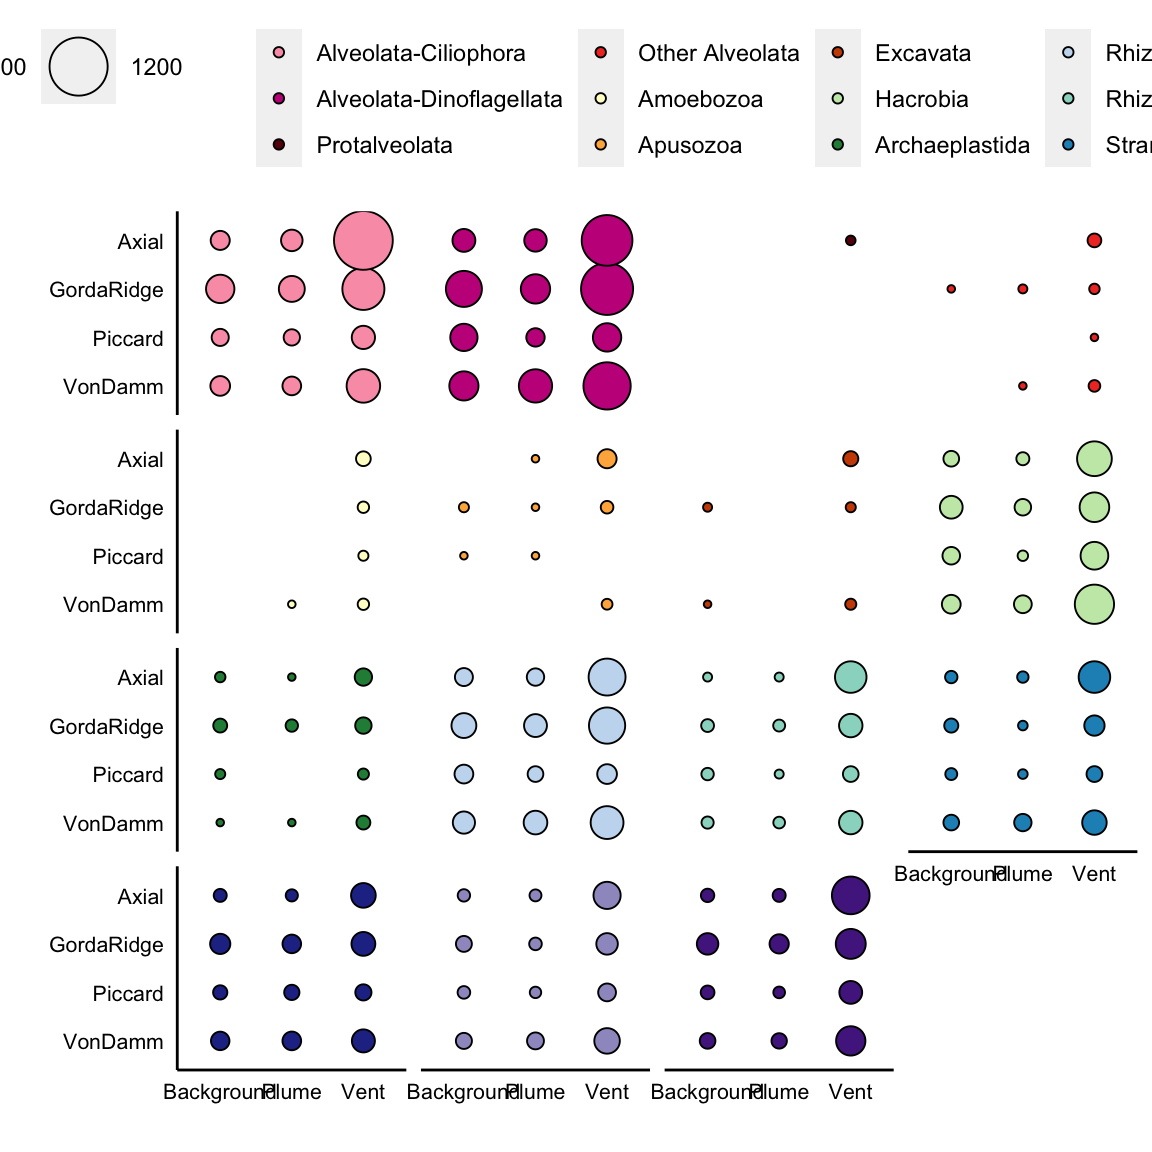 00 1200 Alveolata-Ciliophora Other Alveolata Excavata Rhiz
Alveolata-Dinoflagellata Amoebozoa Hacrobia Rhiz
Protalveolata Apusozoa Archaeplastida Stra
Axial
GordaRidge
Piccard
VonDamm
Axial
GordaRidge
Piccard
VonDamm
Axial
GordaRidge
Piccard
VonDamm
Background Plume Vent
Axial
GordaRidge
Piccard
VonDamm
Background Plume Vent Background Plume Vent Background Plume Vent